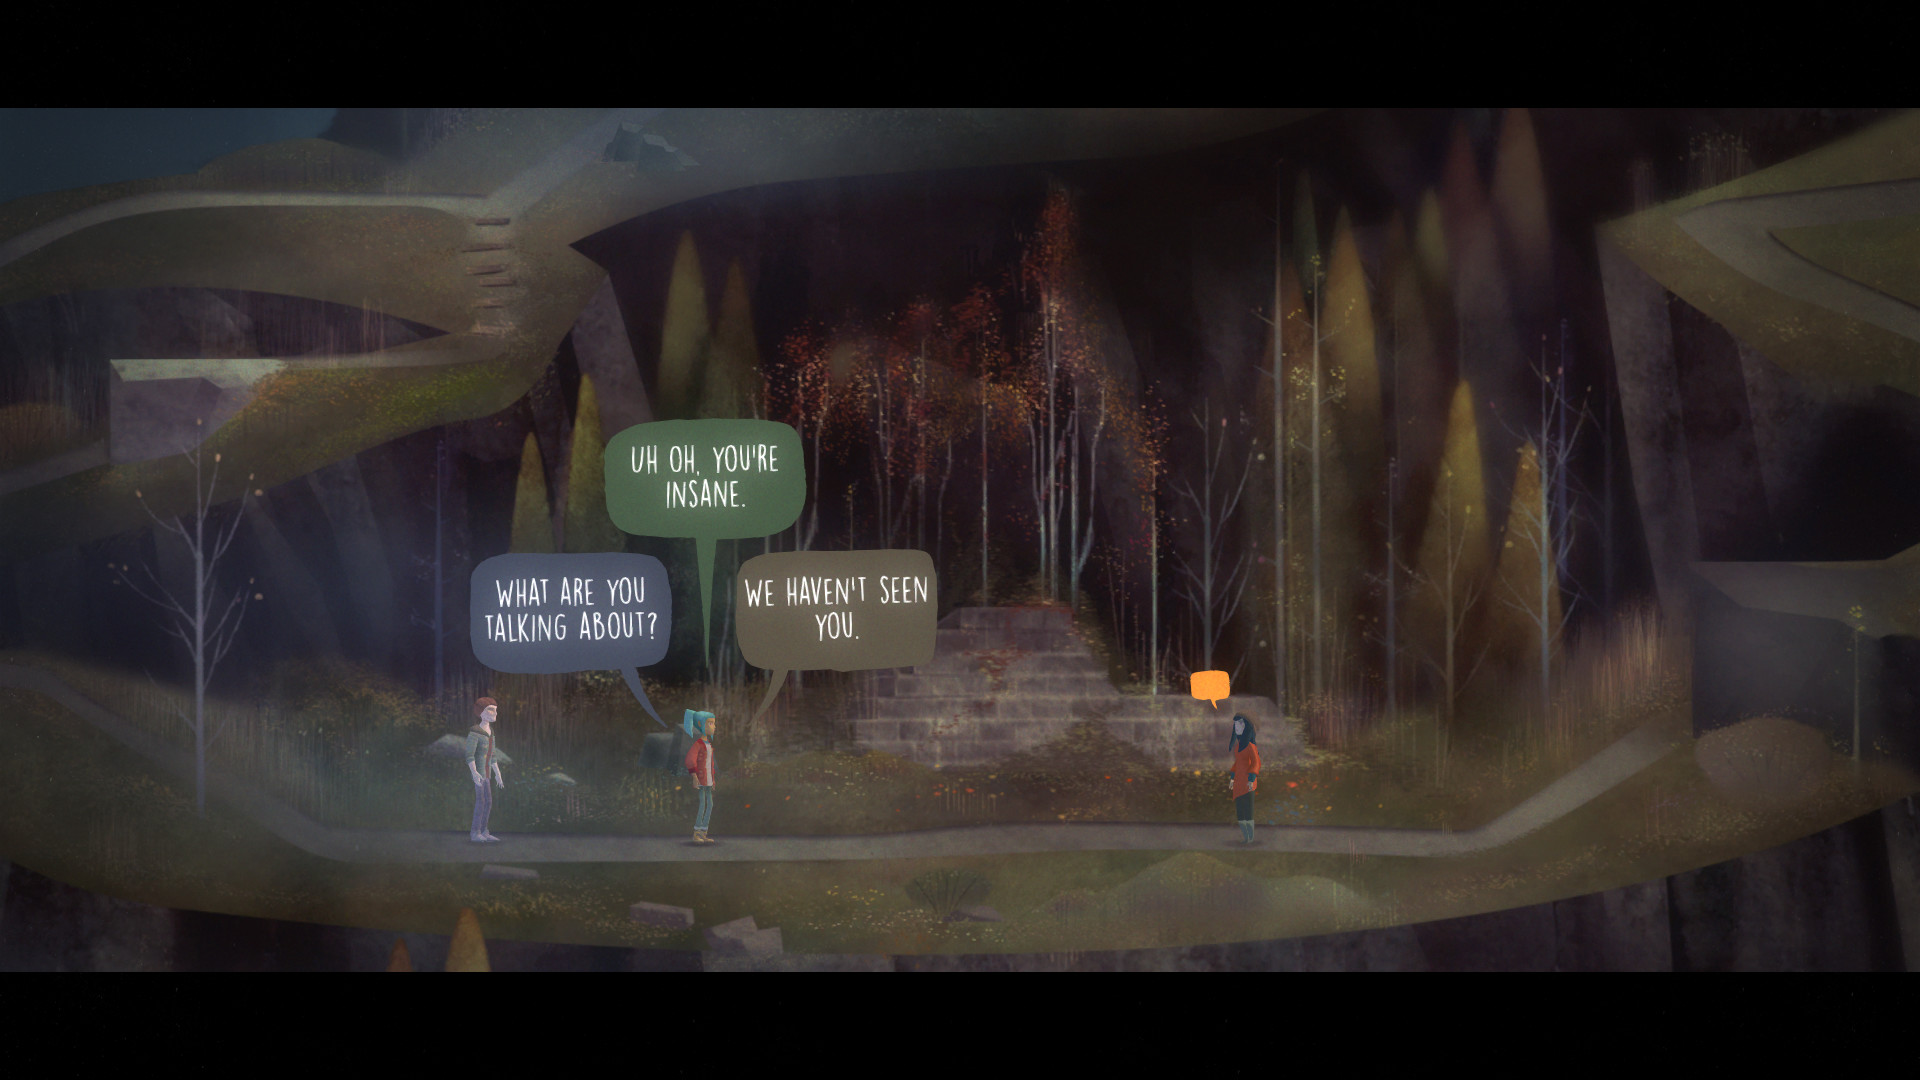 UH OH, YOU'RE
INSANE.
WHAT ARE YOU
TALKING ABOUT?
WE HAVEN'T SEEN
YOU.